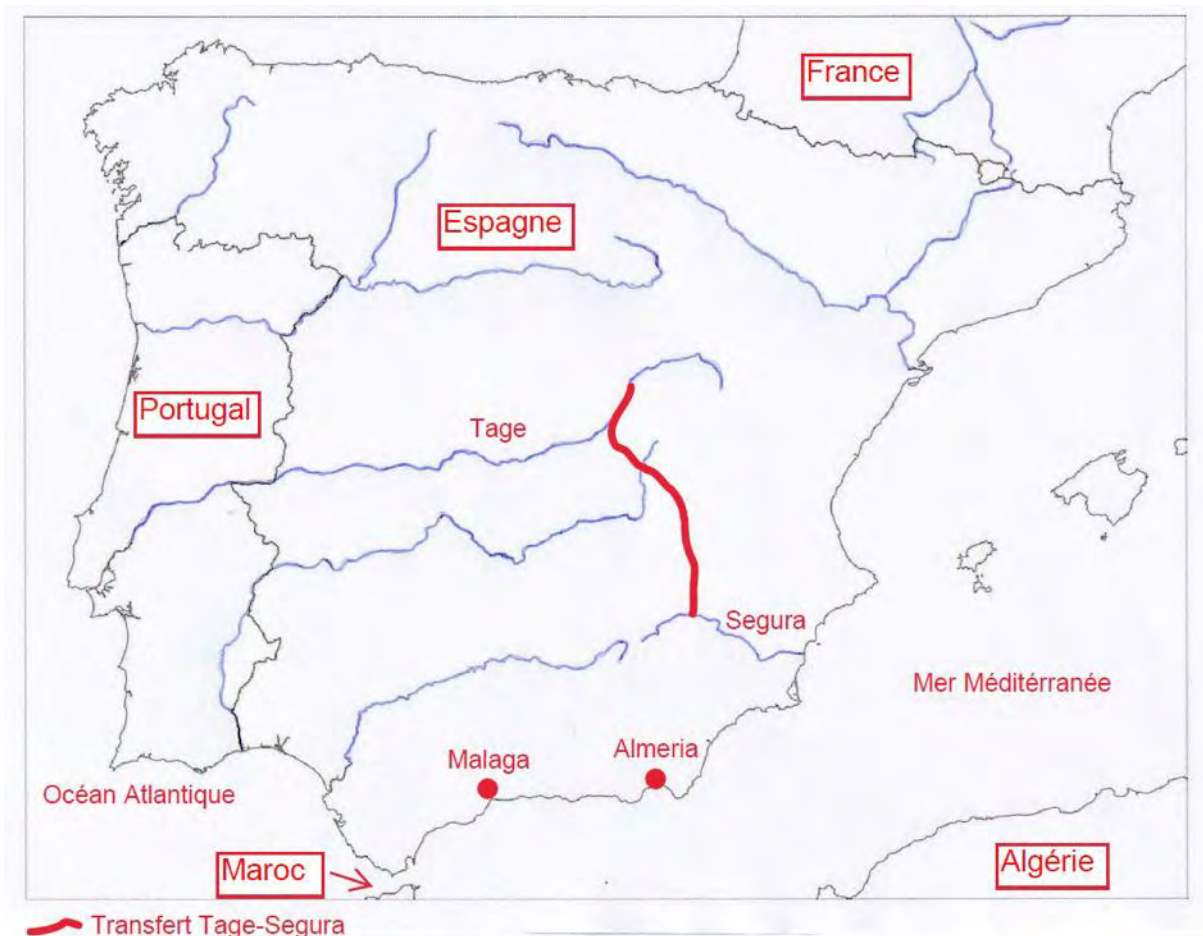 France
Espagne
Portugal
Tage
Segura
Mer Méditérranée
Malaga
Almeria
Océan Atlantique
Maroc
Algérie
Transfert Tage-Segura